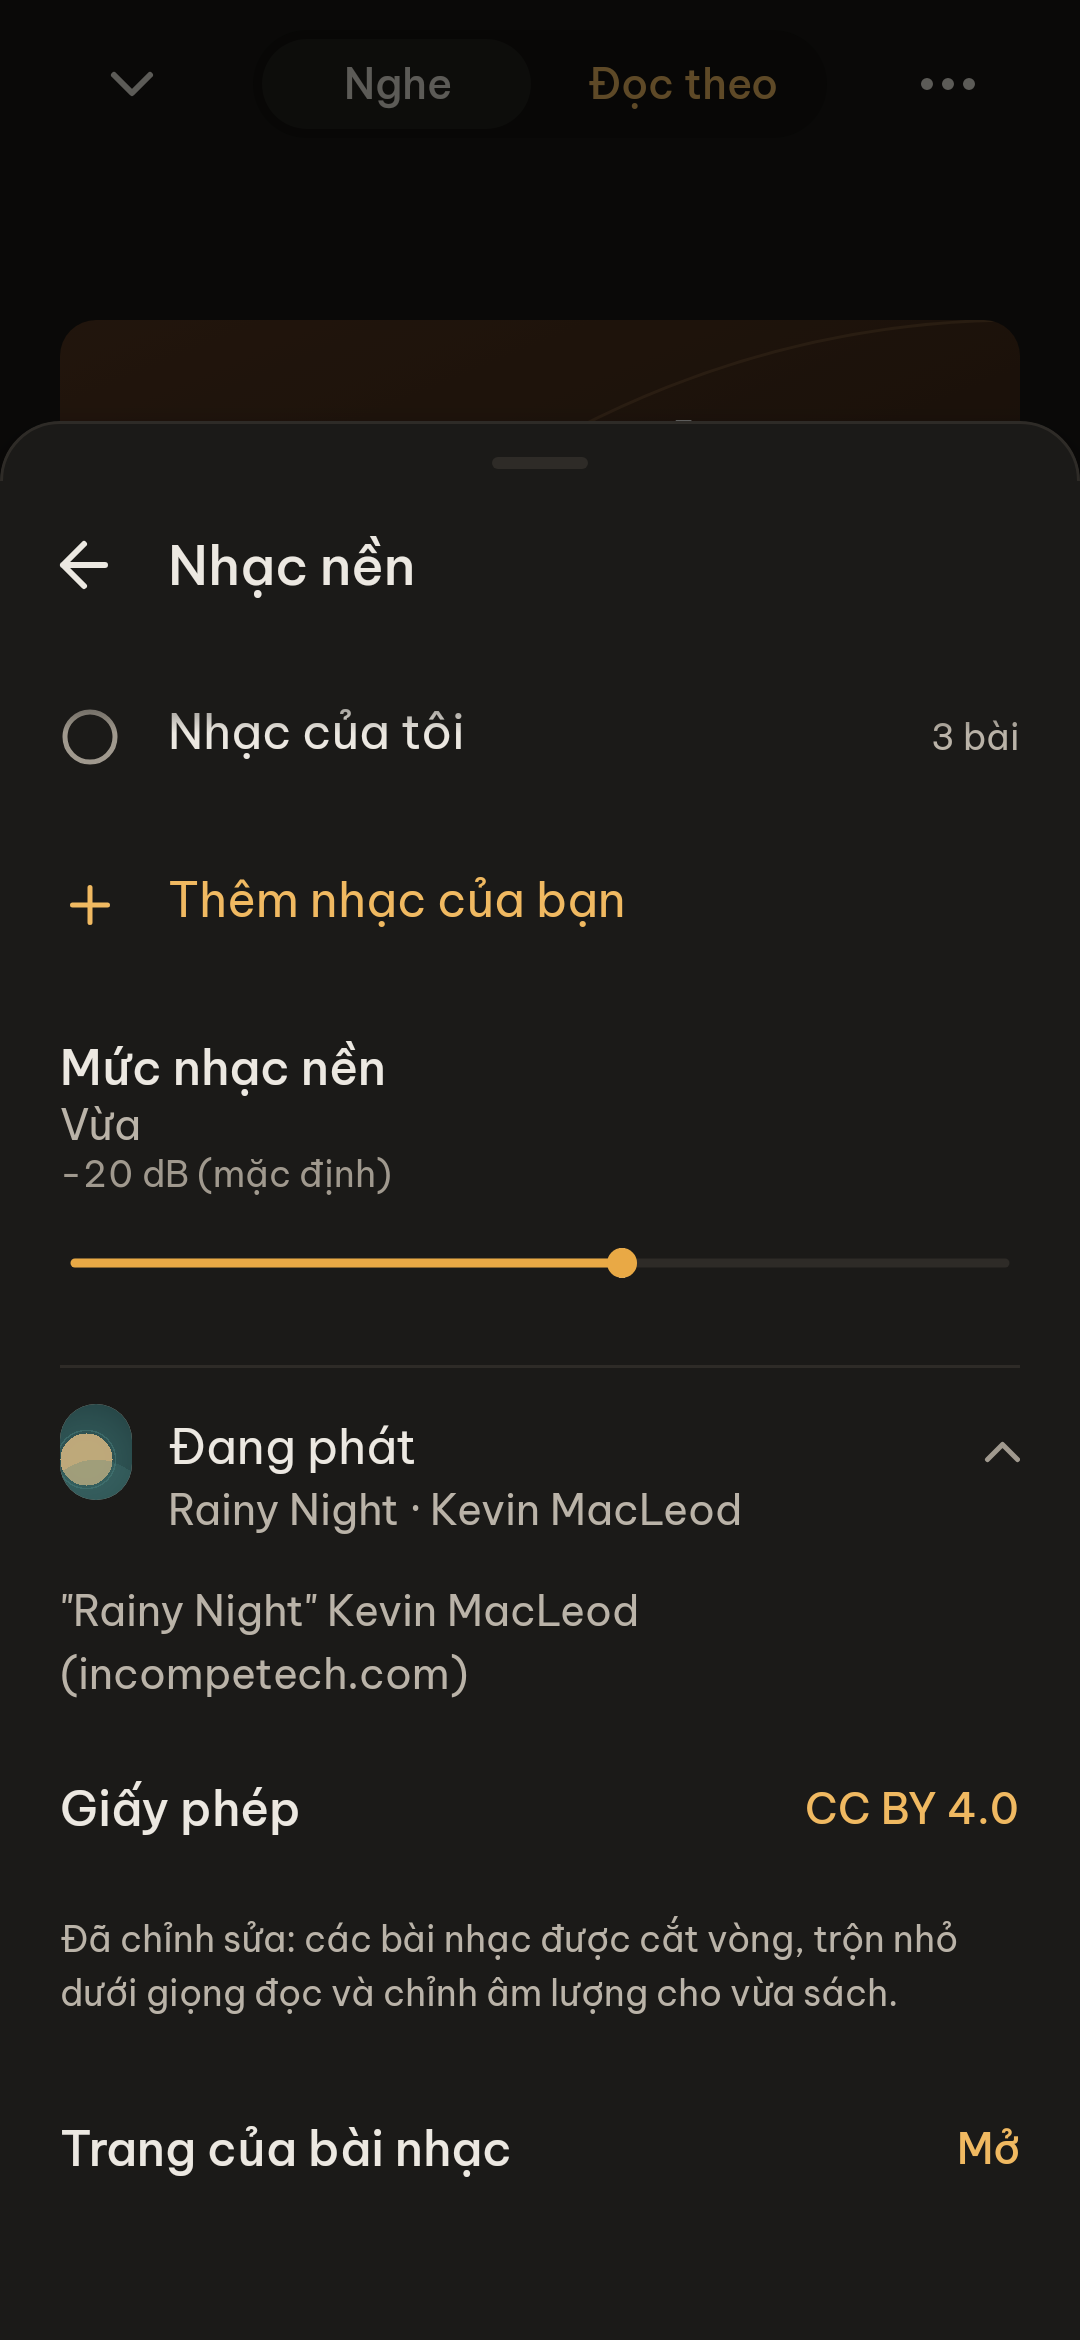 Nghe
Đọc theo
Nhạc nền
Nhạc của tôi
3 bài
Thêm nhạc của bạn
Mức nhạc nền
Vừa
−20 dB (mặc định)
Đang phát
Rainy Night · Kevin MacLeod
"Rainy Night" Kevin MacLeod
(incompetech.com)
Giấy phép
CC BY 4.0
Đã chỉnh sửa: các bài nhạc được cắt vòng, trộn nhỏ
dưới giọng đọc và chỉnh âm lượng cho vừa sách.
Trang của bài nhạc
Mở